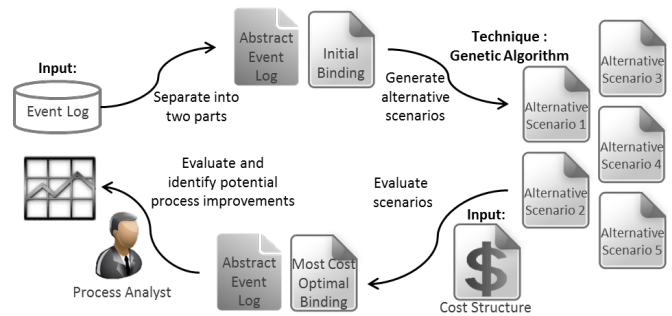 Input:
Event Log
Separate into
two parts
Abstract
Event
Log
Initial
Binding
Generate
alternative
scenarios
Technique :
Genetic Algorithm
Alternative
Scenario 1
Alternative
Scenario 3
Alternative
Scenario 4
Alternative
Scenario 2
Alternative
Scenario 5
Evaluate
scenarios
Input:
$
Cost Structure
Abstract
Event
Log
Most Cost
Optimal
Binding
Evaluate and
identify potential
process improvements
Process Analyst